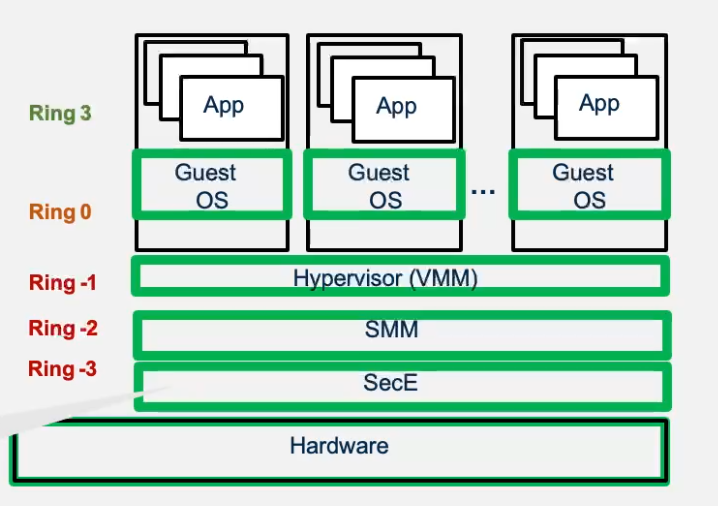 Ring 3
App
App
App
Guest
OS
Guest
OS
...
Guest
OS
Ring 0
Ring -1
Hypervisor (VMM)
Ring -2
SMM
Ring -3
SecE
Hardware